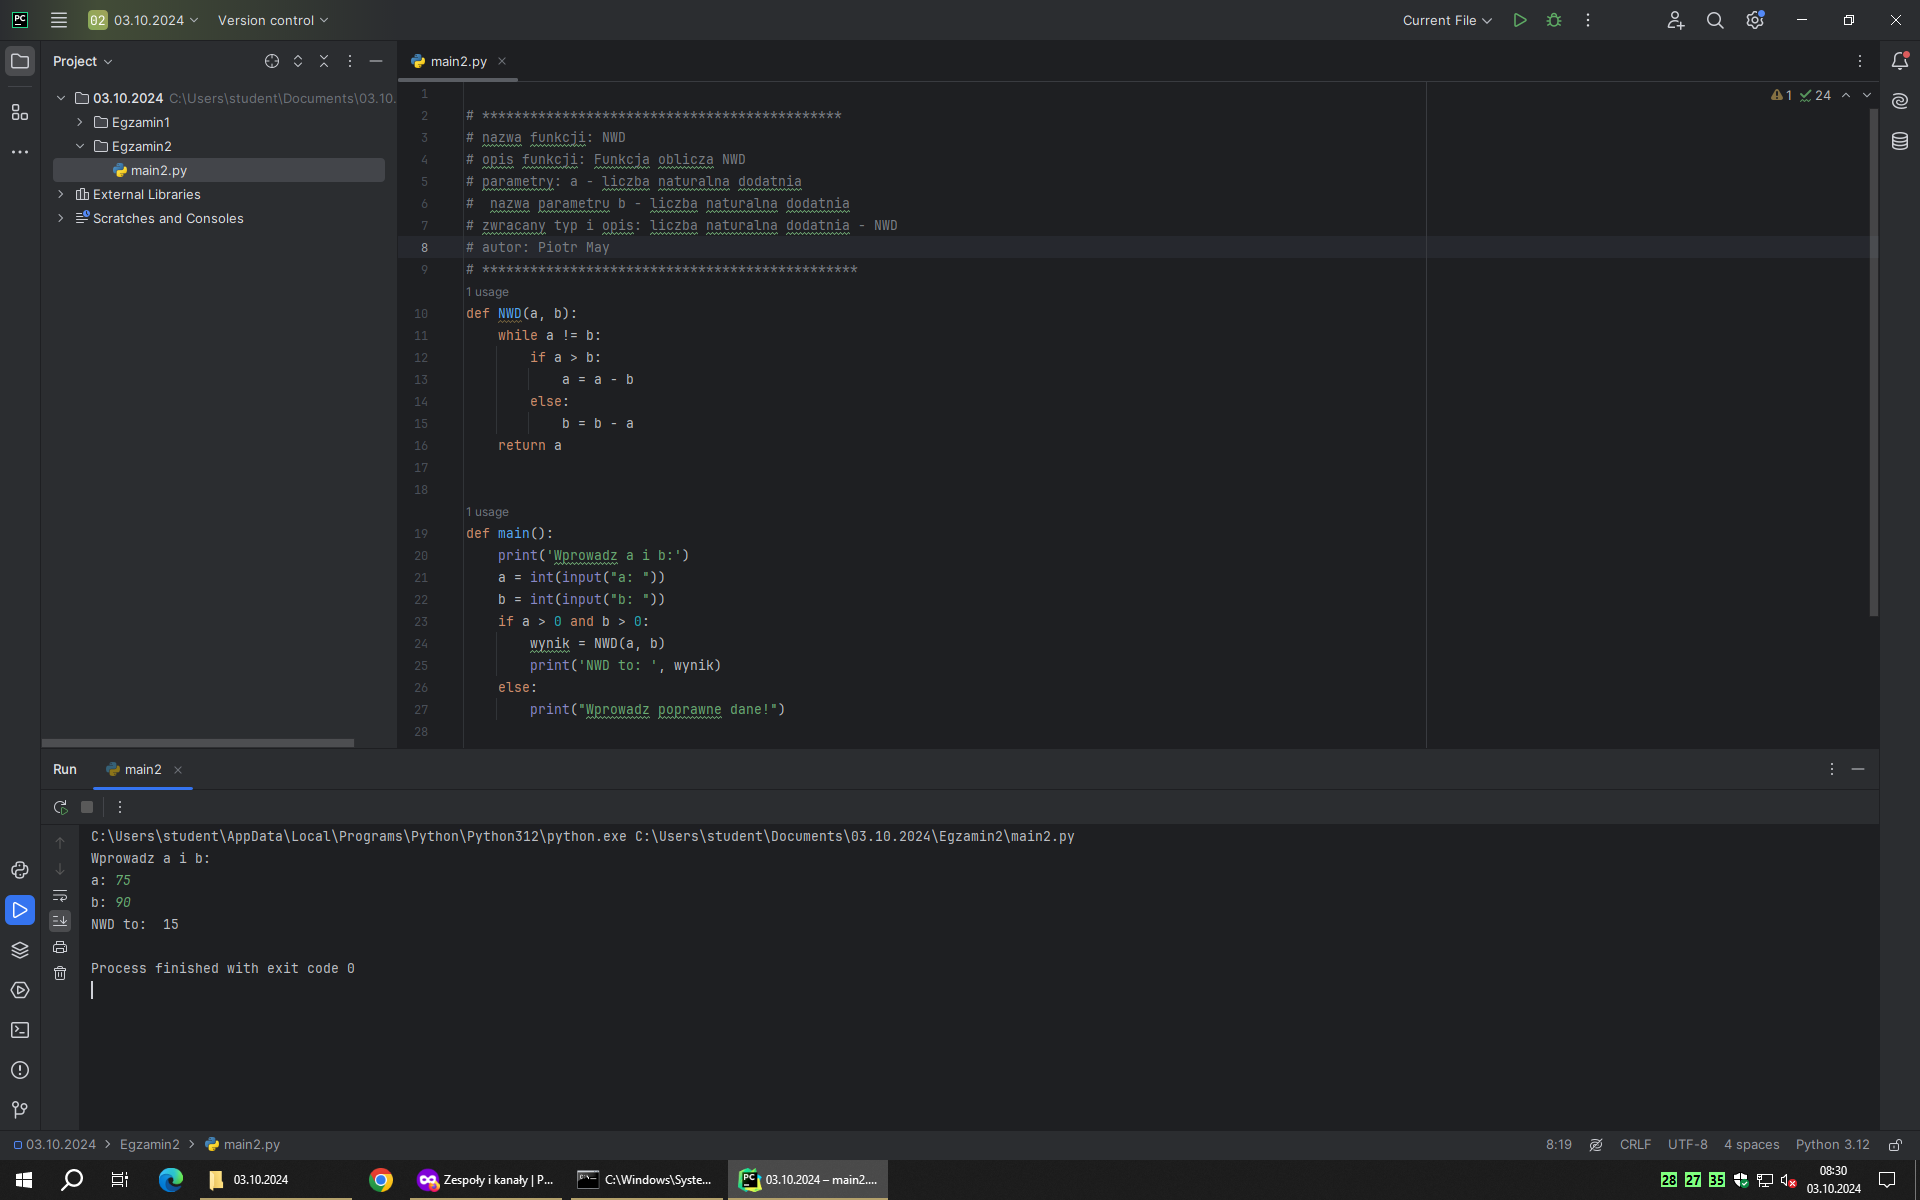 PC
02 03.10.2024 Version control Current File
Project
main2.py
03.10.2024 C:\Users\student\Documents\03.10.
Egzamin1
Egzamin2
main2.py
External Libraries
Scratches and Consoles
1 24
1
2 # *********************************************
3 # nazwa funkcji: NWD
4 # opis funkcji: Funkcja oblicza NWD
5 # parametry: a - liczba naturalna dodatnia
6 #  nazwa parametru b - liczba naturalna dodatnia
7 # zwracany typ i opis: liczba naturalna dodatnia - NWD
8 # autor: Piotr May
9 # ***********************************************
1 usage
10 def NWD(a, b):
11     while a != b:
12         if a > b:
13             a = a - b
14         else:
15             b = b - a
16     return a
17
18
1 usage
19 def main():
20     print('Wprowadz a i b:')
21     a = int(input("a: "))
22     b = int(input("b: "))
23     if a > 0 and b > 0:
24         wynik = NWD(a, b)
25         print('NWD to: ', wynik)
26     else:
27         print("Wprowadz poprawne dane!")
28
Run main2
C:\Users\student\AppData\Local\Programs\Python\Python312\python.exe C:\Users\student\Documents\03.10.2024\Egzamin2\main2.py
Wprowadz a i b:
a: 75
b: 90
NWD to:  15
Process finished with exit code 0
03.10.2024 > Egzamin2 > main2.py 8:19 CRLF UTF-8 4 spaces Python 3.12
03.10.2024 Zespoły i kanały | P... C:\Windows\Syste... PC 03.10.2024 – main2.... 28 27 35 08:30
03.10.2024